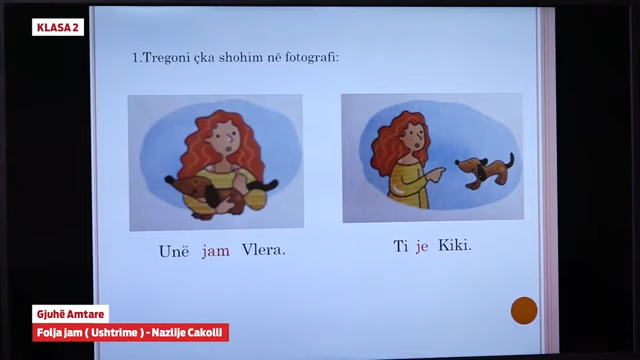 KLASA 2
1.Tregoni çka shohim në fotografi:
Unë jam Vlera.
Ti je Kiki.
Gjuhë Amtare
Folja jam ( Ushtrime ) - Nazlije Cakolli